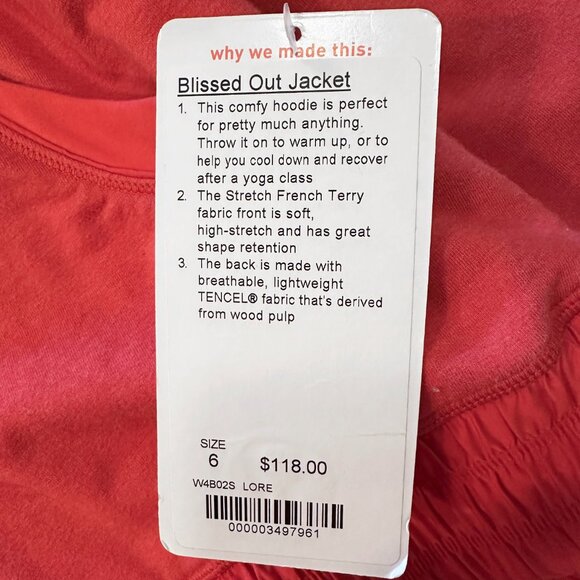 why we made this:
Blissed Out Jacket
1. This comfy hoodie is perfect
for pretty much anything.
Throw it on to warm up, or to
help you cool down and recover
after a yoga class
2. The Stretch French Terry
fabric front is soft,
high-stretch and has great
shape retention
3. The back is made with
breathable, lightweight
TENCEL® fabric that's derived
from wood pulp
SIZE
6 $118.00
W4B02S LORE
000003497961